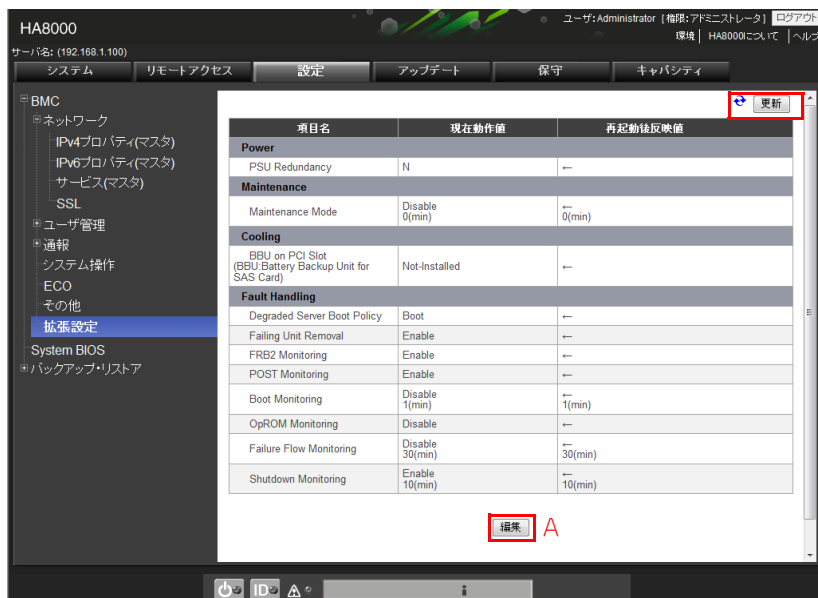 HA8000
ユーザ:Administrator [権限:アドミニストレータ] ログアウト
環境 | HA8000について | ヘルプ
サーバ名: (192.168.1.100)
システム リモートアクセス 設定 アップデート 保守 キャパシティ
BMC
ネットワーク
IPv4プロパティ(マスタ)
IPv6プロパティ(マスタ)
サービス(マスタ)
SSL
ユーザ管理
通報
システム操作
ECO
その他
拡張設定
System BIOS
バックアップ・リストア
更新
項目名 現在動作値 再起動後反映値
Power
PSU Redundancy N ←
Maintenance
Maintenance Mode Disable ←
0(min) 0(min)
Cooling
BBU on PCI Slot
(BBU:Battery Backup Unit for Not-Installed ←
SAS Card)
Fault Handling
Degraded Server Boot Policy Boot ←
Failing Unit Removal Enable ←
FRB2 Monitoring Enable ←
POST Monitoring Enable ←
Boot Monitoring Disable ←
1(min) 1(min)
OpROM Monitoring Disable ←
Failure Flow Monitoring Disable ←
30(min) 30(min)
Shutdown Monitoring Enable ←
10(min) 10(min)
編集 A
ID